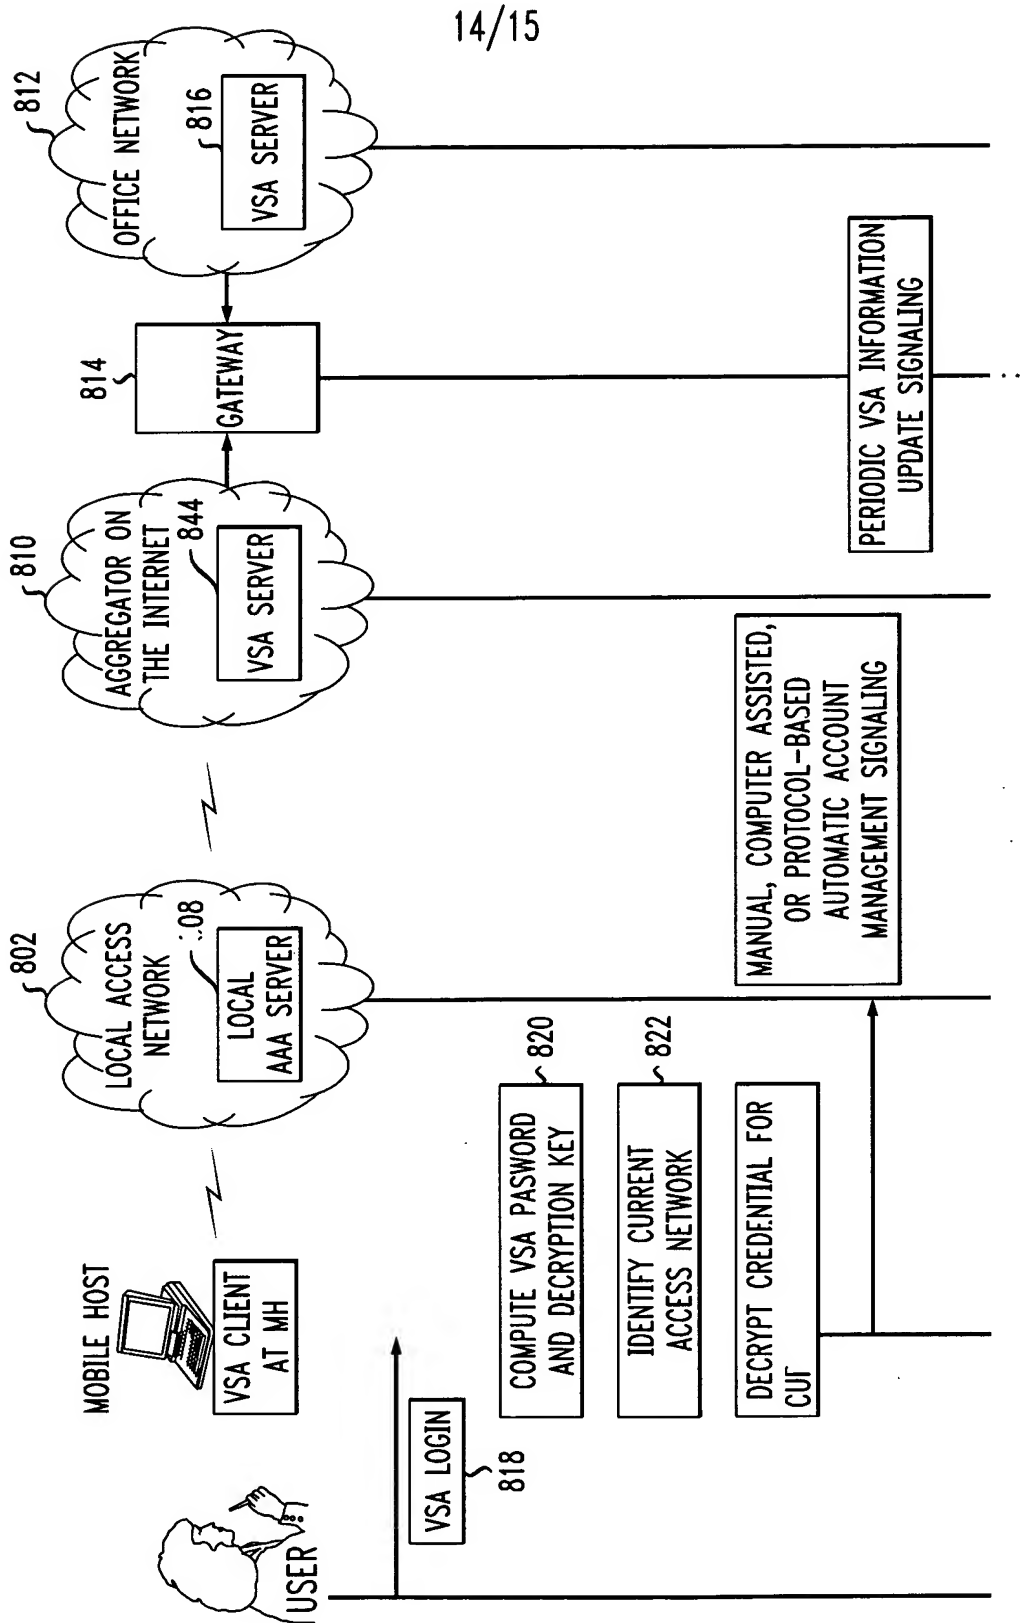 14/15
USER
MOBILE HOST
VSA CLIENT
AT MH
802
LOCAL ACCESS
NETWORK
LOCAL
AAA SERVER
810
AGGREGATOR ON
THE INTERNET
844
VSA SERVER
814
GATEWAY
812
OFFICE NETWORK
816
VSA SERVER
VSA LOGIN
818
COMPUTE VSA PASWORD
AND DECRYPTION KEY
820
IDENTIFY CURRENT
ACCESS NETWORK
822
DECRYPT CREDENTIAL FOR
MANUAL, COMPUTER ASSISTED,
OR PROTOCOL-BASED
AUTOMATIC ACCOUNT
MANAGEMENT SIGNALING
PERIODIC VSA INFORMATION
UPDATE SIGNALING